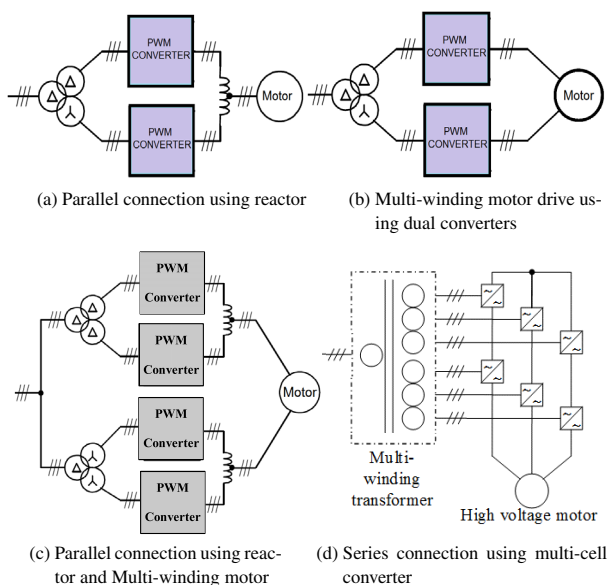 PWM
CONVERTER
PWM
CONVERTER
Motor
(a) Parallel connection using reactor
PWM
CONVERTER
PWM
CONVERTER
Motor
(b) Multi-winding motor drive us-
ing dual converters
PWM
Converter
PWM
Converter
PWM
Converter
PWM
Converter
Motor
(c) Parallel connection using reac-
tor and Multi-winding motor
Multi-
winding
transformer
High voltage motor
(d) Series connection using multi-cell
converter